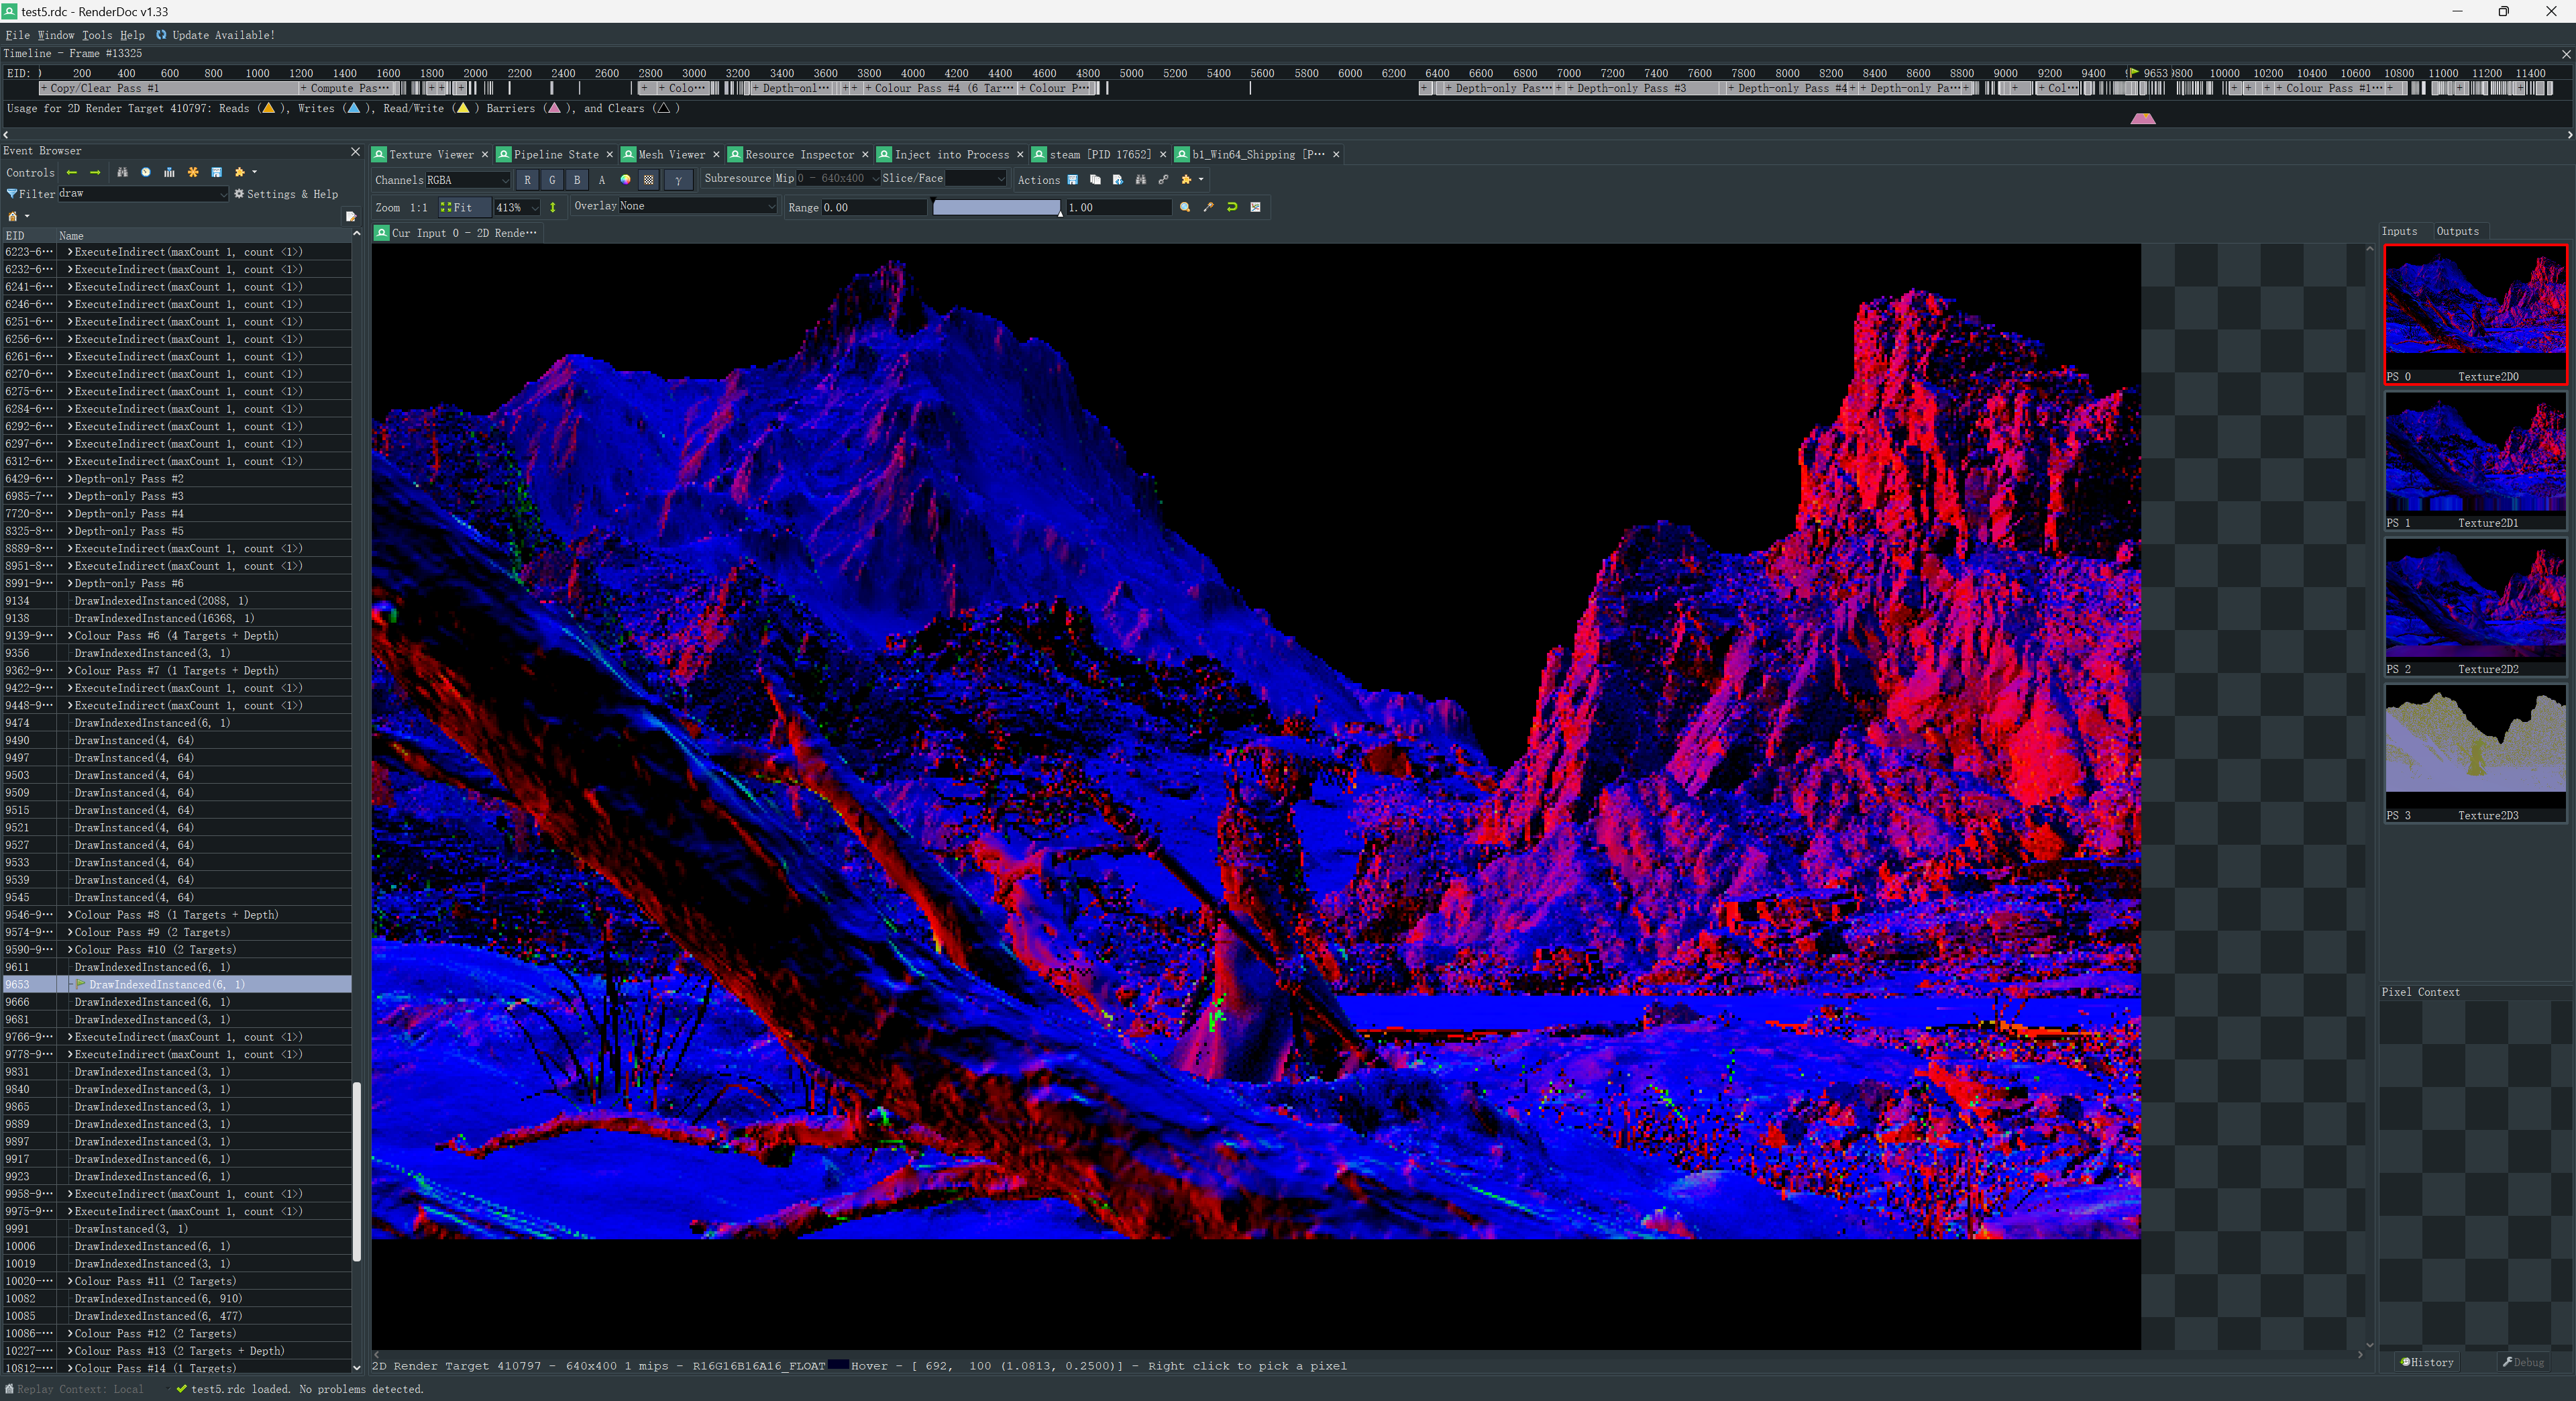 test5.rdc - RenderDoc v1.33
File Window Tools Help Update Available!
Timeline - Frame #13325
EID: ) 200 400 600 800 1000 1200 1400 1600 1800 2000 2200 2400 2600 2800 3000 3200 3400 3600 3800 4000 4200 4400 4600 4800 5000 5200 5400 5600 5800 6000 6200 6400 6600 6800 7000 7200 7400 7600 7800 8000 8200 8400 8600 8800 9000 9200 9400 9653 )800 10000 10200 10400 10600 10800 11000 11200 11400
+ Copy/Clear Pass #1 + Compute Pas··· + + + + + Colo··· + Depth-onl··· + + + Colour Pass #4 (6 Tar··· + Colour P··· + + Depth-only Pas··· + + Depth-only Pass #3 + Depth-only Pass #4 + + Depth-only Pa··· + + + Col··· + + + + Colour Pass #1··· + + +
Usage for 2D Render Target 410797: Reads ( ), Writes ( ), Read/Write ( ) Barriers ( ), and Clears ( )
Event Browser
Controls
Filter draw Settings & Help
EID Name
6223-6··· ExecuteIndirect(maxCount 1, count <1>)
6232-6··· ExecuteIndirect(maxCount 1, count <1>)
6241-6··· ExecuteIndirect(maxCount 1, count <1>)
6246-6··· ExecuteIndirect(maxCount 1, count <1>)
6251-6··· ExecuteIndirect(maxCount 1, count <1>)
6256-6··· ExecuteIndirect(maxCount 1, count <1>)
6261-6··· ExecuteIndirect(maxCount 1, count <1>)
6270-6··· ExecuteIndirect(maxCount 1, count <1>)
6275-6··· ExecuteIndirect(maxCount 1, count <1>)
6284-6··· ExecuteIndirect(maxCount 1, count <1>)
6292-6··· ExecuteIndirect(maxCount 1, count <1>)
6297-6··· ExecuteIndirect(maxCount 1, count <1>)
6312-6··· ExecuteIndirect(maxCount 1, count <1>)
6429-6··· Depth-only Pass #2
6985-7··· Depth-only Pass #3
7720-8··· Depth-only Pass #4
8325-8··· Depth-only Pass #5
8889-8··· ExecuteIndirect(maxCount 1, count <1>)
8951-8··· ExecuteIndirect(maxCount 1, count <1>)
8991-9··· Depth-only Pass #6
9134 DrawIndexedInstanced(2088, 1)
9138 DrawIndexedInstanced(16368, 1)
9139-9··· Colour Pass #6 (4 Targets + Depth)
9356 DrawIndexedInstanced(3, 1)
9362-9··· Colour Pass #7 (1 Targets + Depth)
9422-9··· ExecuteIndirect(maxCount 1, count <1>)
9448-9··· ExecuteIndirect(maxCount 1, count <1>)
9474 DrawIndexedInstanced(6, 1)
9490 DrawInstanced(4, 64)
9497 DrawInstanced(4, 64)
9503 DrawInstanced(4, 64)
9509 DrawInstanced(4, 64)
9515 DrawInstanced(4, 64)
9521 DrawInstanced(4, 64)
9527 DrawInstanced(4, 64)
9533 DrawInstanced(4, 64)
9539 DrawInstanced(4, 64)
9545 DrawInstanced(4, 64)
9546-9··· Colour Pass #8 (1 Targets + Depth)
9574-9··· Colour Pass #9 (2 Targets)
9590-9··· Colour Pass #10 (2 Targets)
9611 DrawIndexedInstanced(6, 1)
9653 DrawIndexedInstanced(6, 1)
9666 DrawIndexedInstanced(6, 1)
9681 DrawIndexedInstanced(3, 1)
9766-9··· ExecuteIndirect(maxCount 1, count <1>)
9778-9··· ExecuteIndirect(maxCount 1, count <1>)
9831 DrawIndexedInstanced(3, 1)
9840 DrawIndexedInstanced(3, 1)
9865 DrawIndexedInstanced(3, 1)
9889 DrawIndexedInstanced(3, 1)
9897 DrawIndexedInstanced(3, 1)
9917 DrawIndexedInstanced(6, 1)
9923 DrawIndexedInstanced(6, 1)
9958-9··· ExecuteIndirect(maxCount 1, count <1>)
9975-9··· ExecuteIndirect(maxCount 1, count <1>)
9991 DrawInstanced(3, 1)
10006 DrawIndexedInstanced(6, 1)
10019 DrawIndexedInstanced(3, 1)
10020-··· Colour Pass #11 (2 Targets)
10082 DrawIndexedInstanced(6, 910)
10085 DrawIndexedInstanced(6, 477)
10086-··· Colour Pass #12 (2 Targets)
10227-··· Colour Pass #13 (2 Targets + Depth)
10812-··· Colour Pass #14 (1 Targets)
Texture Viewer Pipeline State Mesh Viewer Resource Inspector Inject into Process steam [PID 17652] b1_Win64_Shipping [P···
Channels RGBA R G B A γ Subresource Mip 0 - 640x400 Slice/Face Actions
Zoom 1:1 Fit 413% Overlay None Range 0.00 1.00
Cur Input 0 - 2D Rende···
Inputs Outputs
PS 0 Texture2D0
PS 1 Texture2D1
PS 2 Texture2D2
PS 3 Texture2D3
Pixel Context
History Debug
2D Render Target 410797 - 640x400 1 mips - R16G16B16A16_FLOAT Hover - [ 692, 100 (1.0813, 0.2500)] - Right click to pick a pixel
Replay Context: Local test5.rdc loaded. No problems detected.